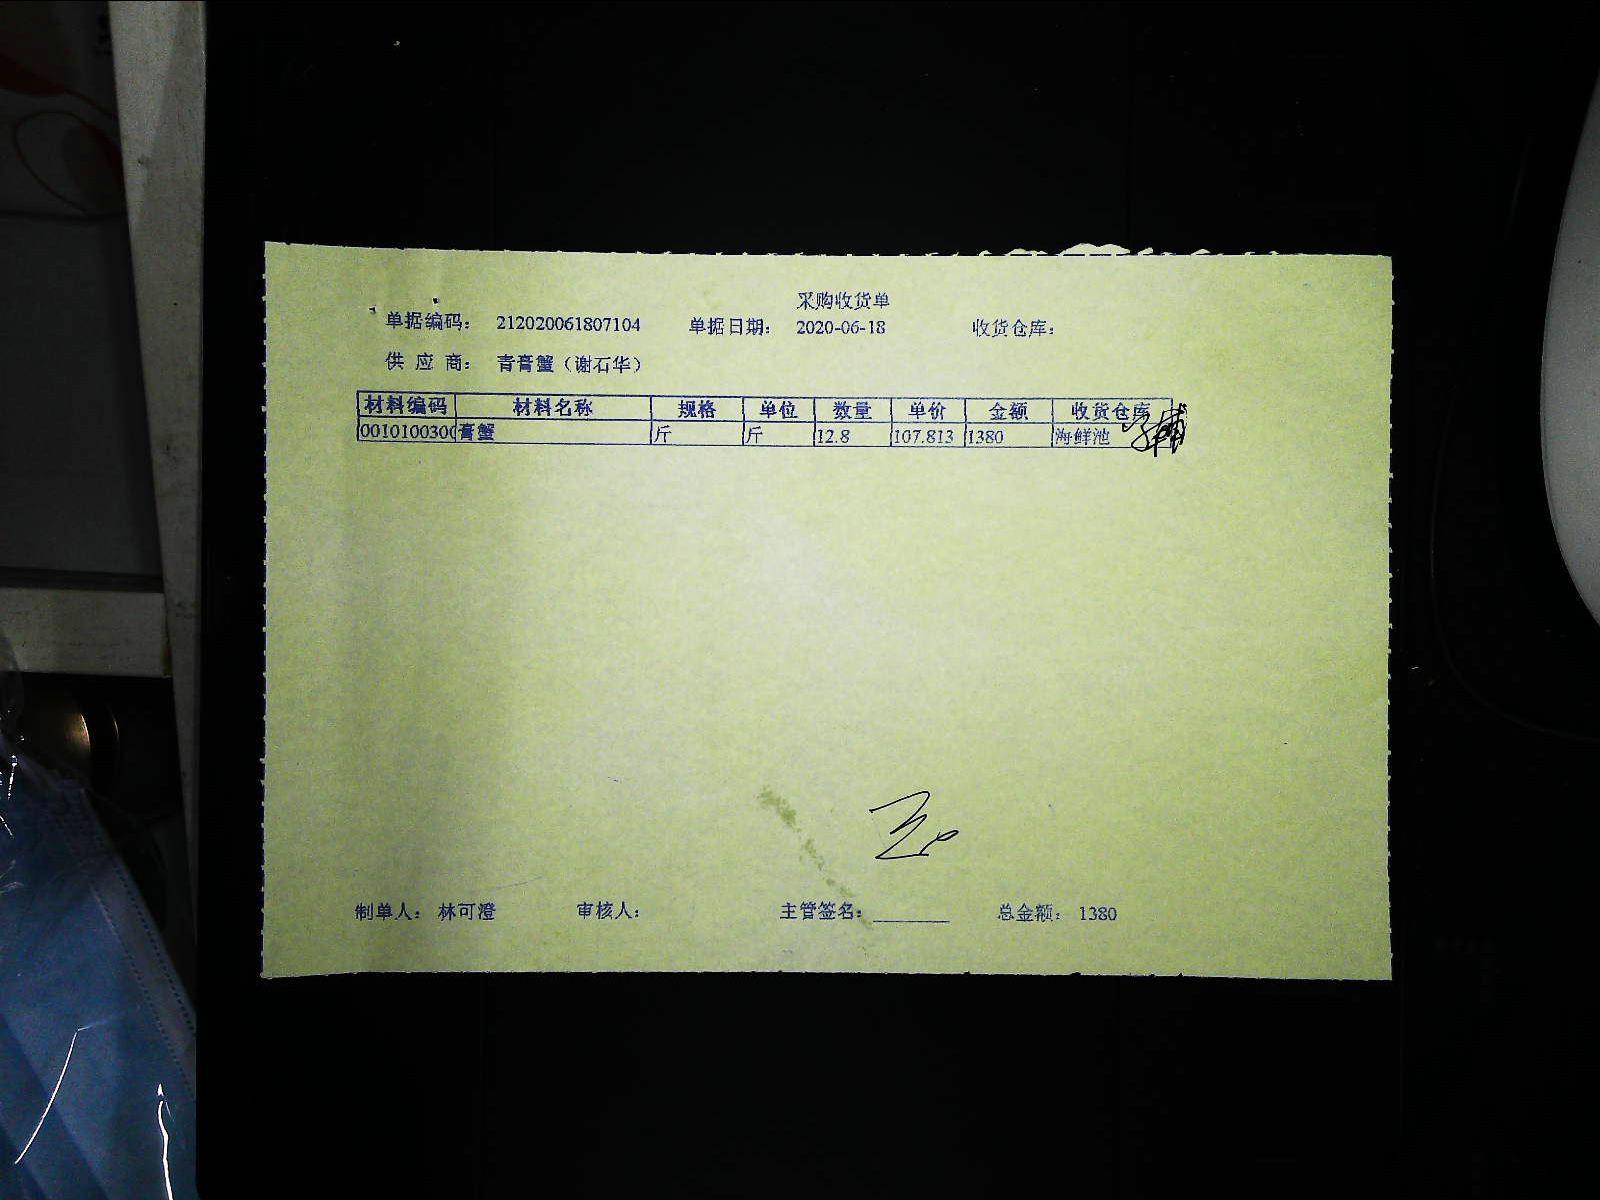 采购收货单
单据编码： 212020061807104 单据日期： 2020-06-18 收货仓库：
供 应 商： 青膏蟹（谢石华）
材料编码 材料名称 规格 单位 数量 单价 金额 收货仓库
0010100300 膏蟹 斤 斤 12.8 107.813 1380 海鲜池
制单人： 林可澄 审核人： 主管签名：________ 总金额： 1380